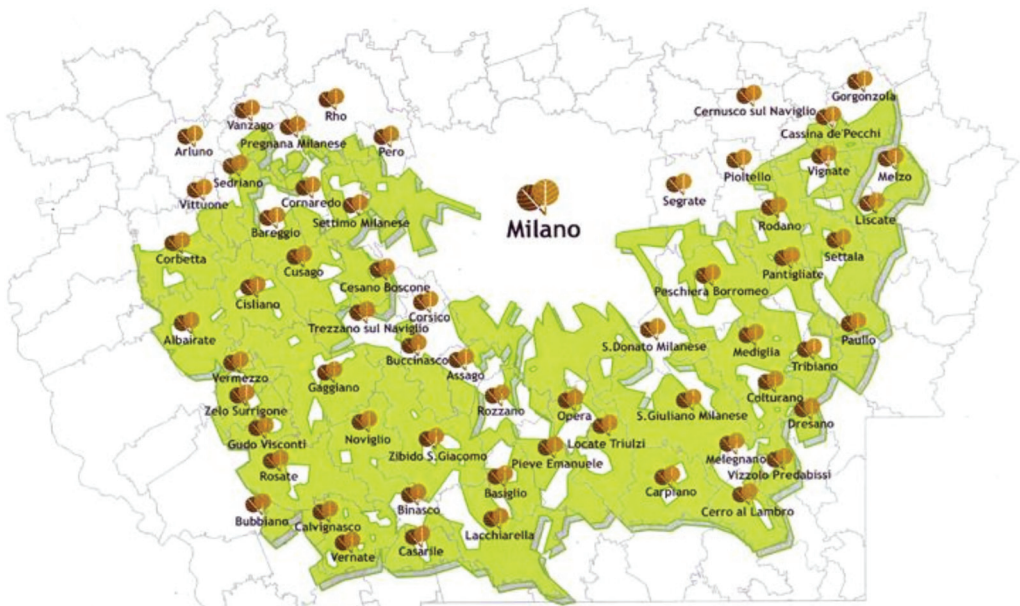 Gorgonzola
Cernusco sul Naviglio
Rho
Vanzago
Cassina de'Pecchi
Pregnana Milanese
Arluno
Pero
Vignate
Melzo
Pioltello
Sedriano
Segrate
Vittuone
Cornaredo
Liscate
Settimo Milanese
Rodano
Milano
Bareggio
Settala
Corbetta
Cusago
Pantigliate
Cesano Boscone
Peschiera Borromeo
Cisliano
Corsico
Trezzano sul Naviglio
Albairate
Paullo
S.Donato Milanese
Mediglia
Buccinasco
Tribiano
Assago
Vermezzo
Gaggiano
Colturano
Zelo Surrigone
Rozzano
Opera
S.Giuliano Milanese
Dresano
Gudo Visconti
Noviglio
Locate Triulzi
Zibido S.Giacomo
Melegnano
Pieve Emanuele
Rosate
Vizzolo Predabissi
Basiglio
Carpiano
Binasco
Cerro al Lambro
Bubbiano
Calvignasco
Lacchiarella
Casarile
Vernate